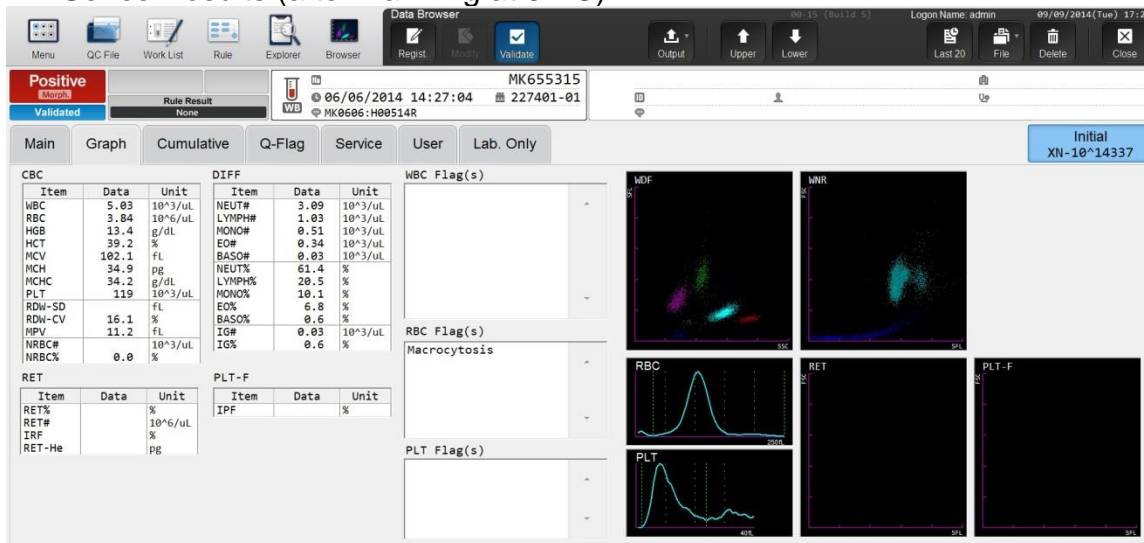 Data Browser
00-15 (Build 5)
Logon Name: admin
09/09/2014(Tue) 17:2
Menu
QC File
Work List
Rule
Explorer
Browser
Regist.
Modify
Validate
Output
Upper
Lower
Last 20
File
Delete
Close
Positive
Morph.
Validated
Rule Result
None
WB
MK655315
06/06/2014 14:27:04 227401-01
MK0606:H00514R
Main
Graph
Cumulative
Q-Flag
Service
User
Lab. Only
Initial
XN-10^14337
CBC
Item Data Unit
WBC 5.03 10^3/uL
RBC 3.84 10^6/uL
HGB 13.4 g/dL
HCT 39.2 %
MCV 102.1 fL
MCH 34.9 pg
MCHC 34.2 g/dL
PLT 119 10^3/uL
RDW-SD fL
RDW-CV 16.1 %
MPV 11.2 fL
NRBC# 10^3/uL
NRBC% 0.0 %
DIFF
Item Data Unit
NEUT# 3.09 10^3/uL
LYMPH# 1.03 10^3/uL
MONO# 0.51 10^3/uL
EO# 0.34 10^3/uL
BASO# 0.03 10^3/uL
NEUT% 61.4 %
LYMPH% 20.5 %
MONO% 10.1 %
EO% 6.8 %
BASO% 0.6 %
IG# 0.03 10^3/uL
IG% 0.6 %
RET
Item Data Unit
RET% %
RET# 10^6/uL
IRF %
RET-He pg
PLT-F
Item Data Unit
IPF %
WBC Flag(s)
RBC Flag(s)
Macrocytosis
PLT Flag(s)
WDF
SFL
SSC
WNR
FSC
SFL
RBC
250fL
RET
FSC
SFL
PLT-F
FSC
SFL
PLT
40fL